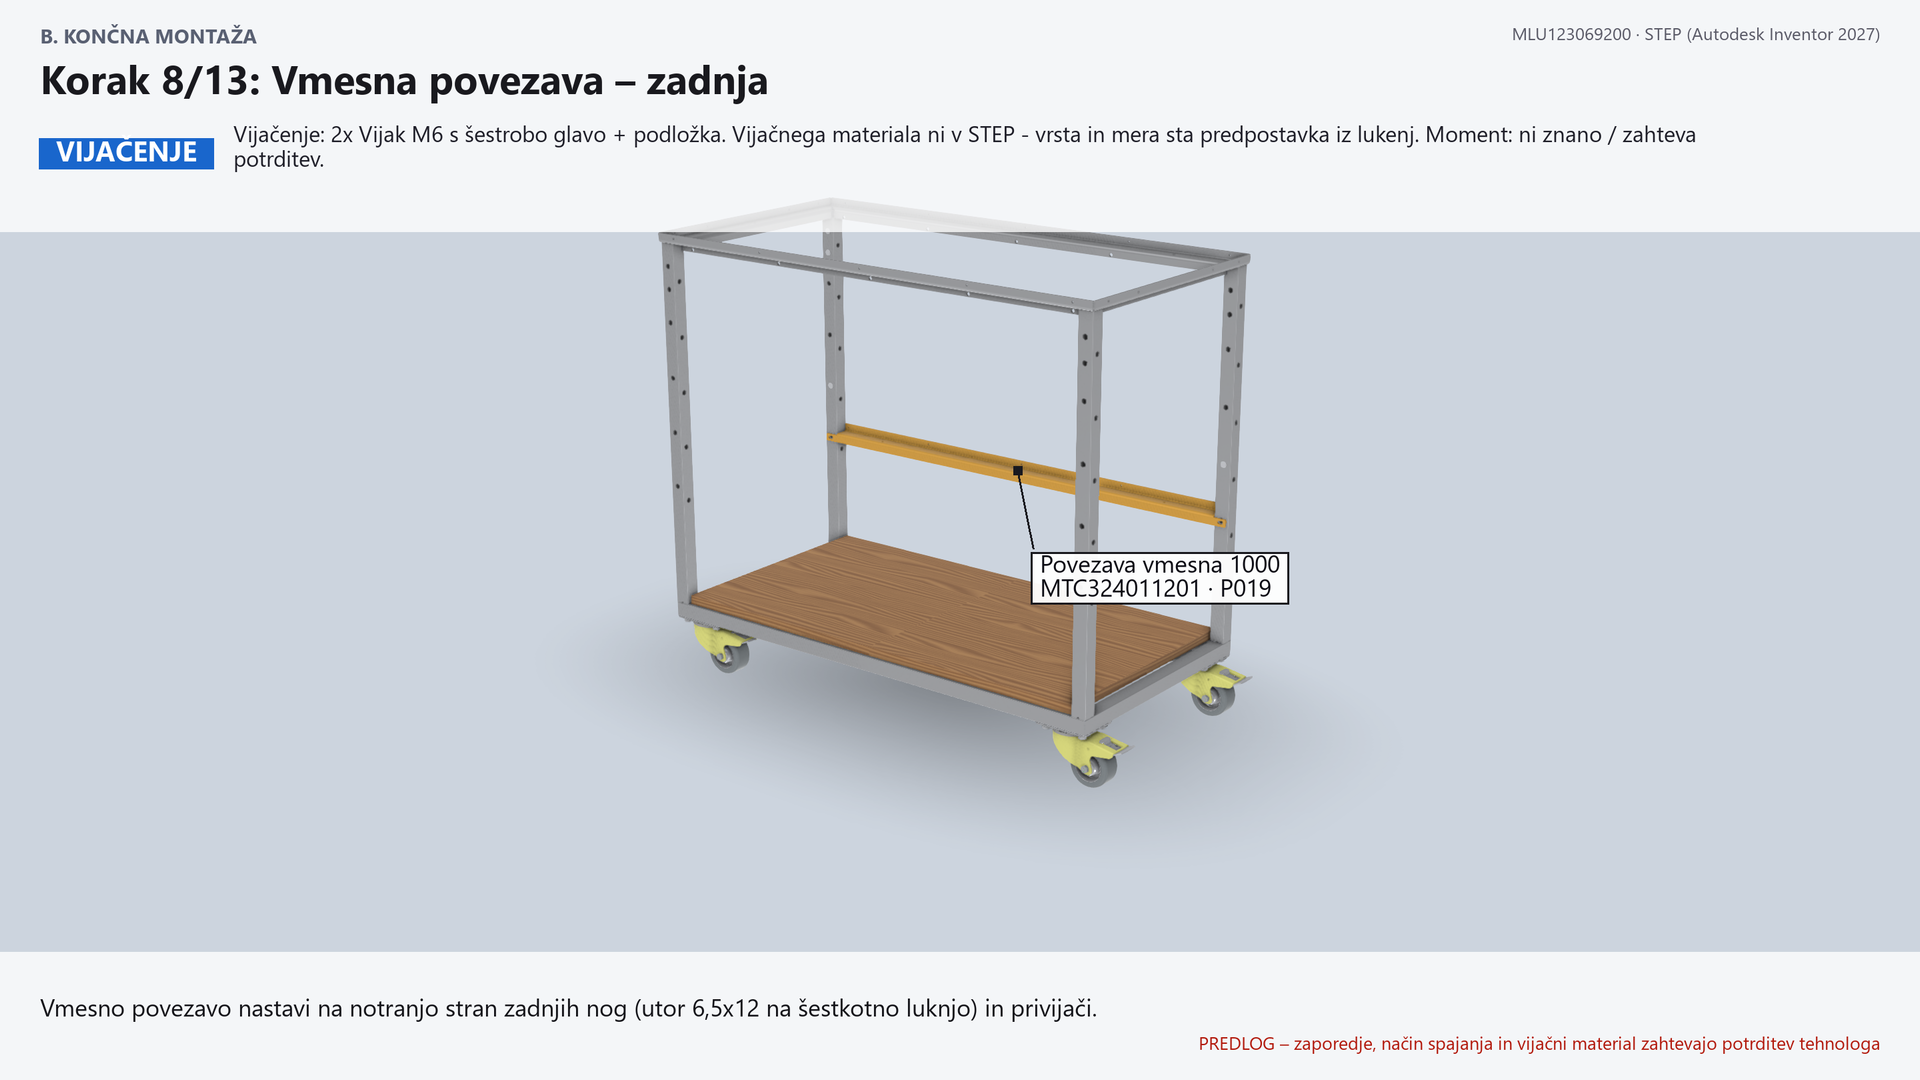 B. KONČNA MONTAŽA
MLU123069200 · STEP (Autodesk Inventor 2027)
Korak 8/13: Vmesna povezava – zadnja
VIJAČENJE
Vijačenje: 2x Vijak M6 s šestrobo glavo + podložka. Vijačnega materiala ni v STEP - vrsta in mera sta predpostavka iz lukenj. Moment: ni znano / zahteva
potrditev.
Povezava vmesna 1000
MTC324011201 · P019
Vmesno povezavo nastavi na notranjo stran zadnjih nog (utor 6,5x12 na šestkotno luknjo) in privijači.
PREDLOG – zaporedje, način spajanja in vijačni material zahtevajo potrditev tehnologa